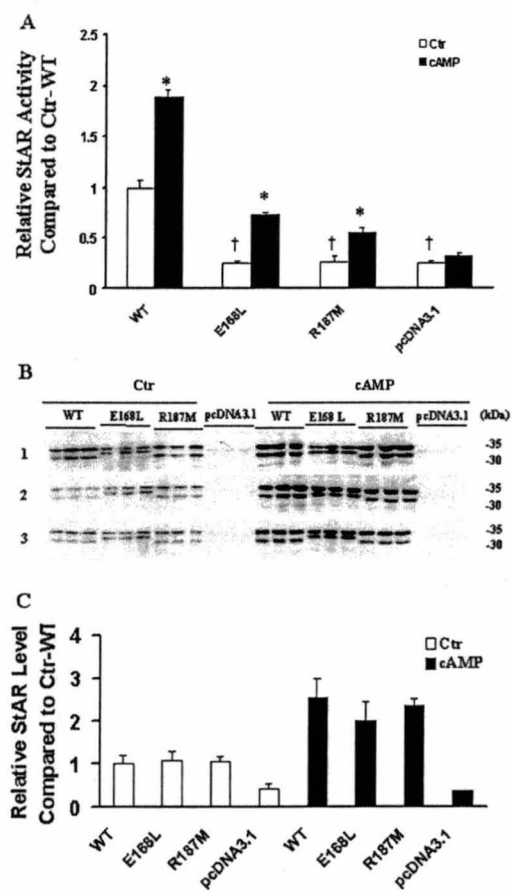 A
Relative StAR Activity
Compared to Ctr-WT
2.5
2
1.5
1
0.5
0
Ctr
cAMP
*
*
*
†
†
†
WT
E168L
R187M
pcDNA3.1
B
Ctr
cAMP
WT E168L R187M pcDNA3.1 WT E168 L R187M pcDNA3.1 (kDa)
1
-35
-30
2
-35
-30
3
-35
-30
C
Relative StAR Level
Compared to Ctr-WT
4
3
2
1
0
Ctr
cAMP
WT
E168L
R187M
pcDNA3.1
WT
E168L
R187M
pcDNA3.1